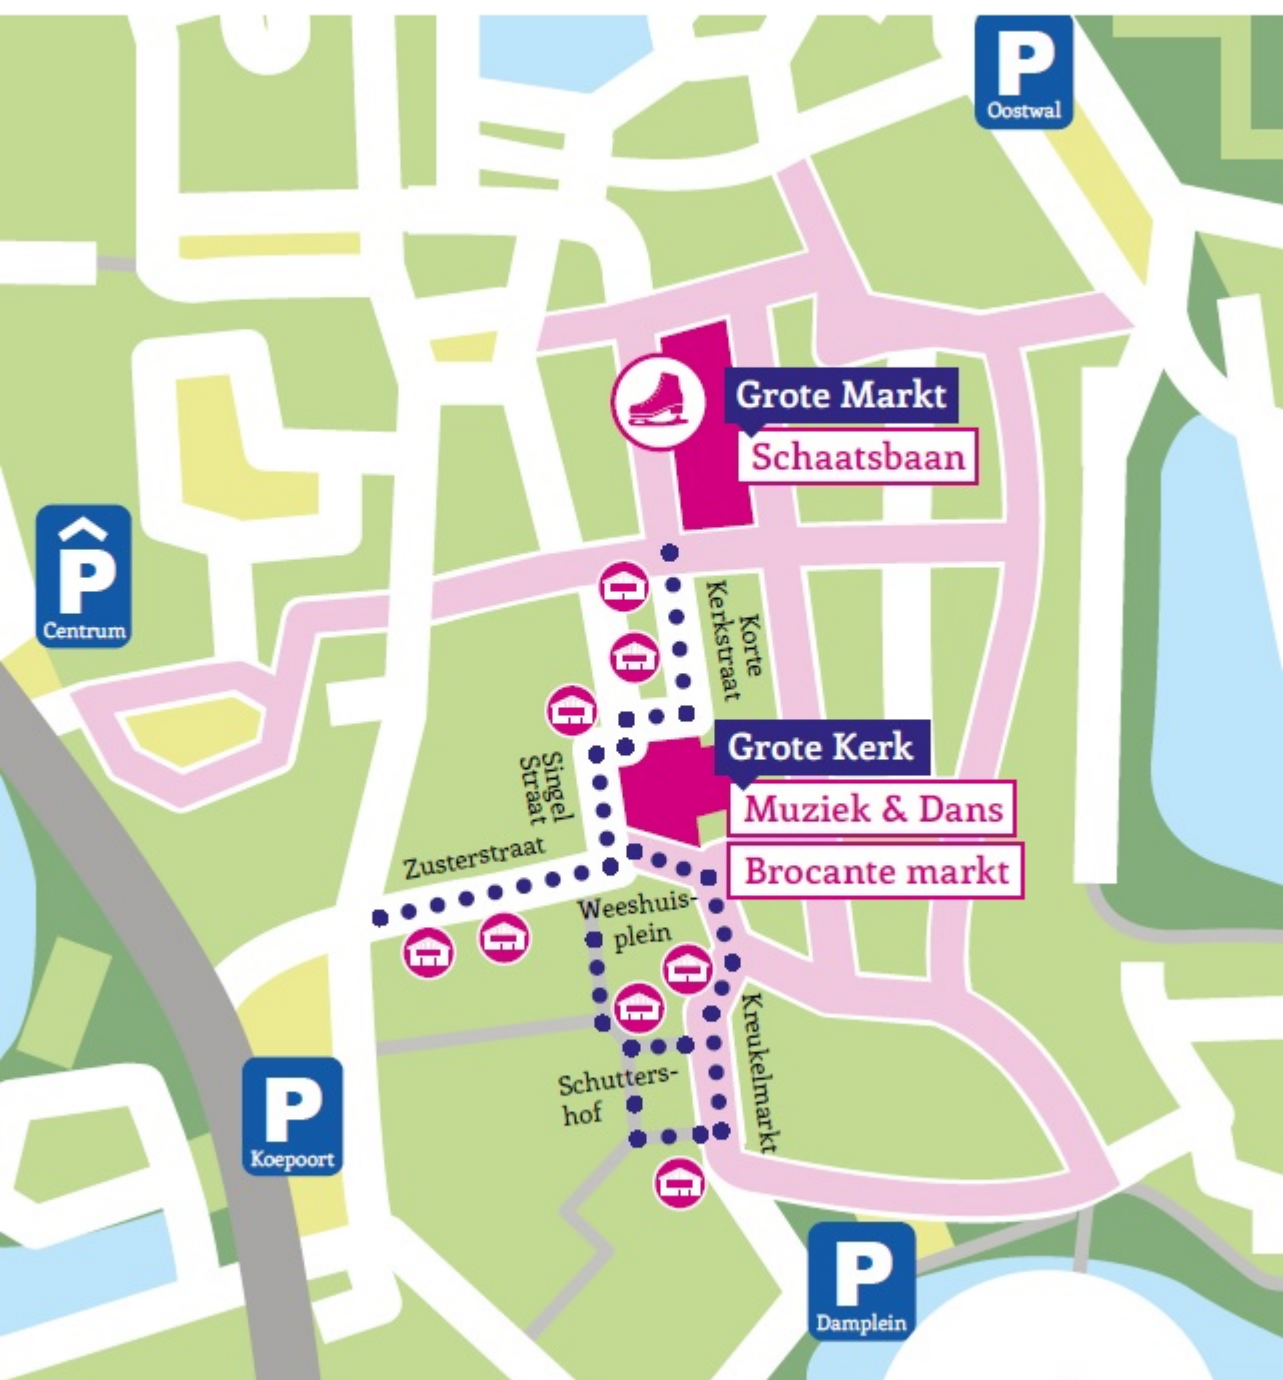 P
Oostwal
Grote Markt
Schaatsbaan
P
Centrum
Korte
Kerkstraat
Grote Kerk
Muziek & Dans
Brocante markt
Singel
Straat
Zusterstraat
Weeshuis-
plein
Kreukelmarkt
Schutters-
hof
P
Koepoort
P
Damplein